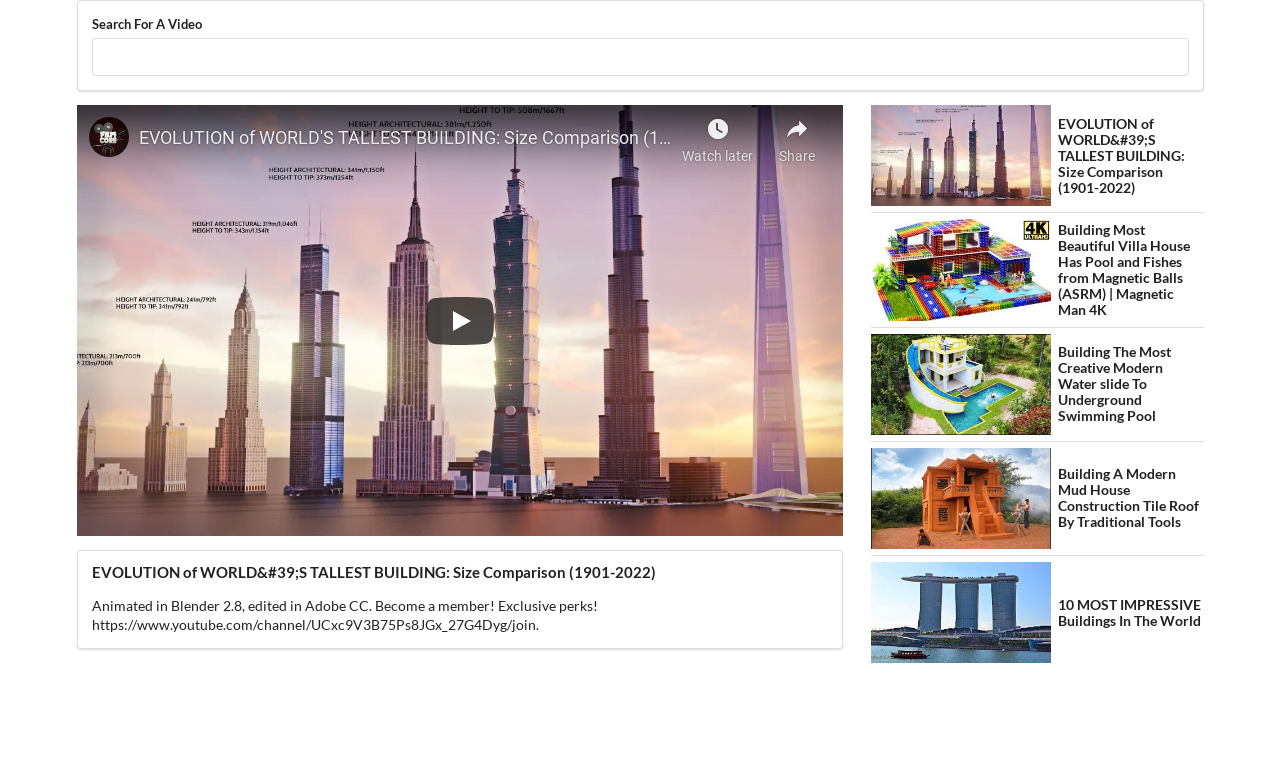 Search For A Video
EVOLUTION of WORLD'S TALLEST BUILDING: Size Comparison (1...
Watch later
Share
HEIGHT TO TIP: 508m/1667ft
HEIGHT ARCHITECTURAL: 381m/1,250ft
HEIGHT TO TIP: 443m/1454ft
HEIGHT TO TIP: 373m/1254ft
HEIGHT ARCHITECTURAL: 319m/1,046ft
HEIGHT TO TIP: 343m/1,154ft
HEIGHT ARCHITECTURAL: 241m/792ft
HEIGHT TO TIP: 241m/792ft
TECTURAL: 213m/700ft
P: 213m/700ft
EVOLUTION of WORLD&#39;S TALLEST BUILDING: Size Comparison (1901-2022)
Animated in Blender 2.8, edited in Adobe CC. Become a member! Exclusive perks!
https://www.youtube.com/channel/UCxc9V3B75Ps8JGx_27G4Dyg/join.
EVOLUTION of
WORLD&#39;S
TALLEST BUILDING:
Size Comparison
(1901-2022)
4K
Building Most
Beautiful Villa House
Has Pool and Fishes
from Magnetic Balls
(ASRM) | Magnetic
Man 4K
Building The Most
Creative Modern
Water slide To
Underground
Swimming Pool
Building A Modern
Mud House
Construction Tile Roof
By Traditional Tools
10 MOST IMPRESSIVE
Buildings In The World